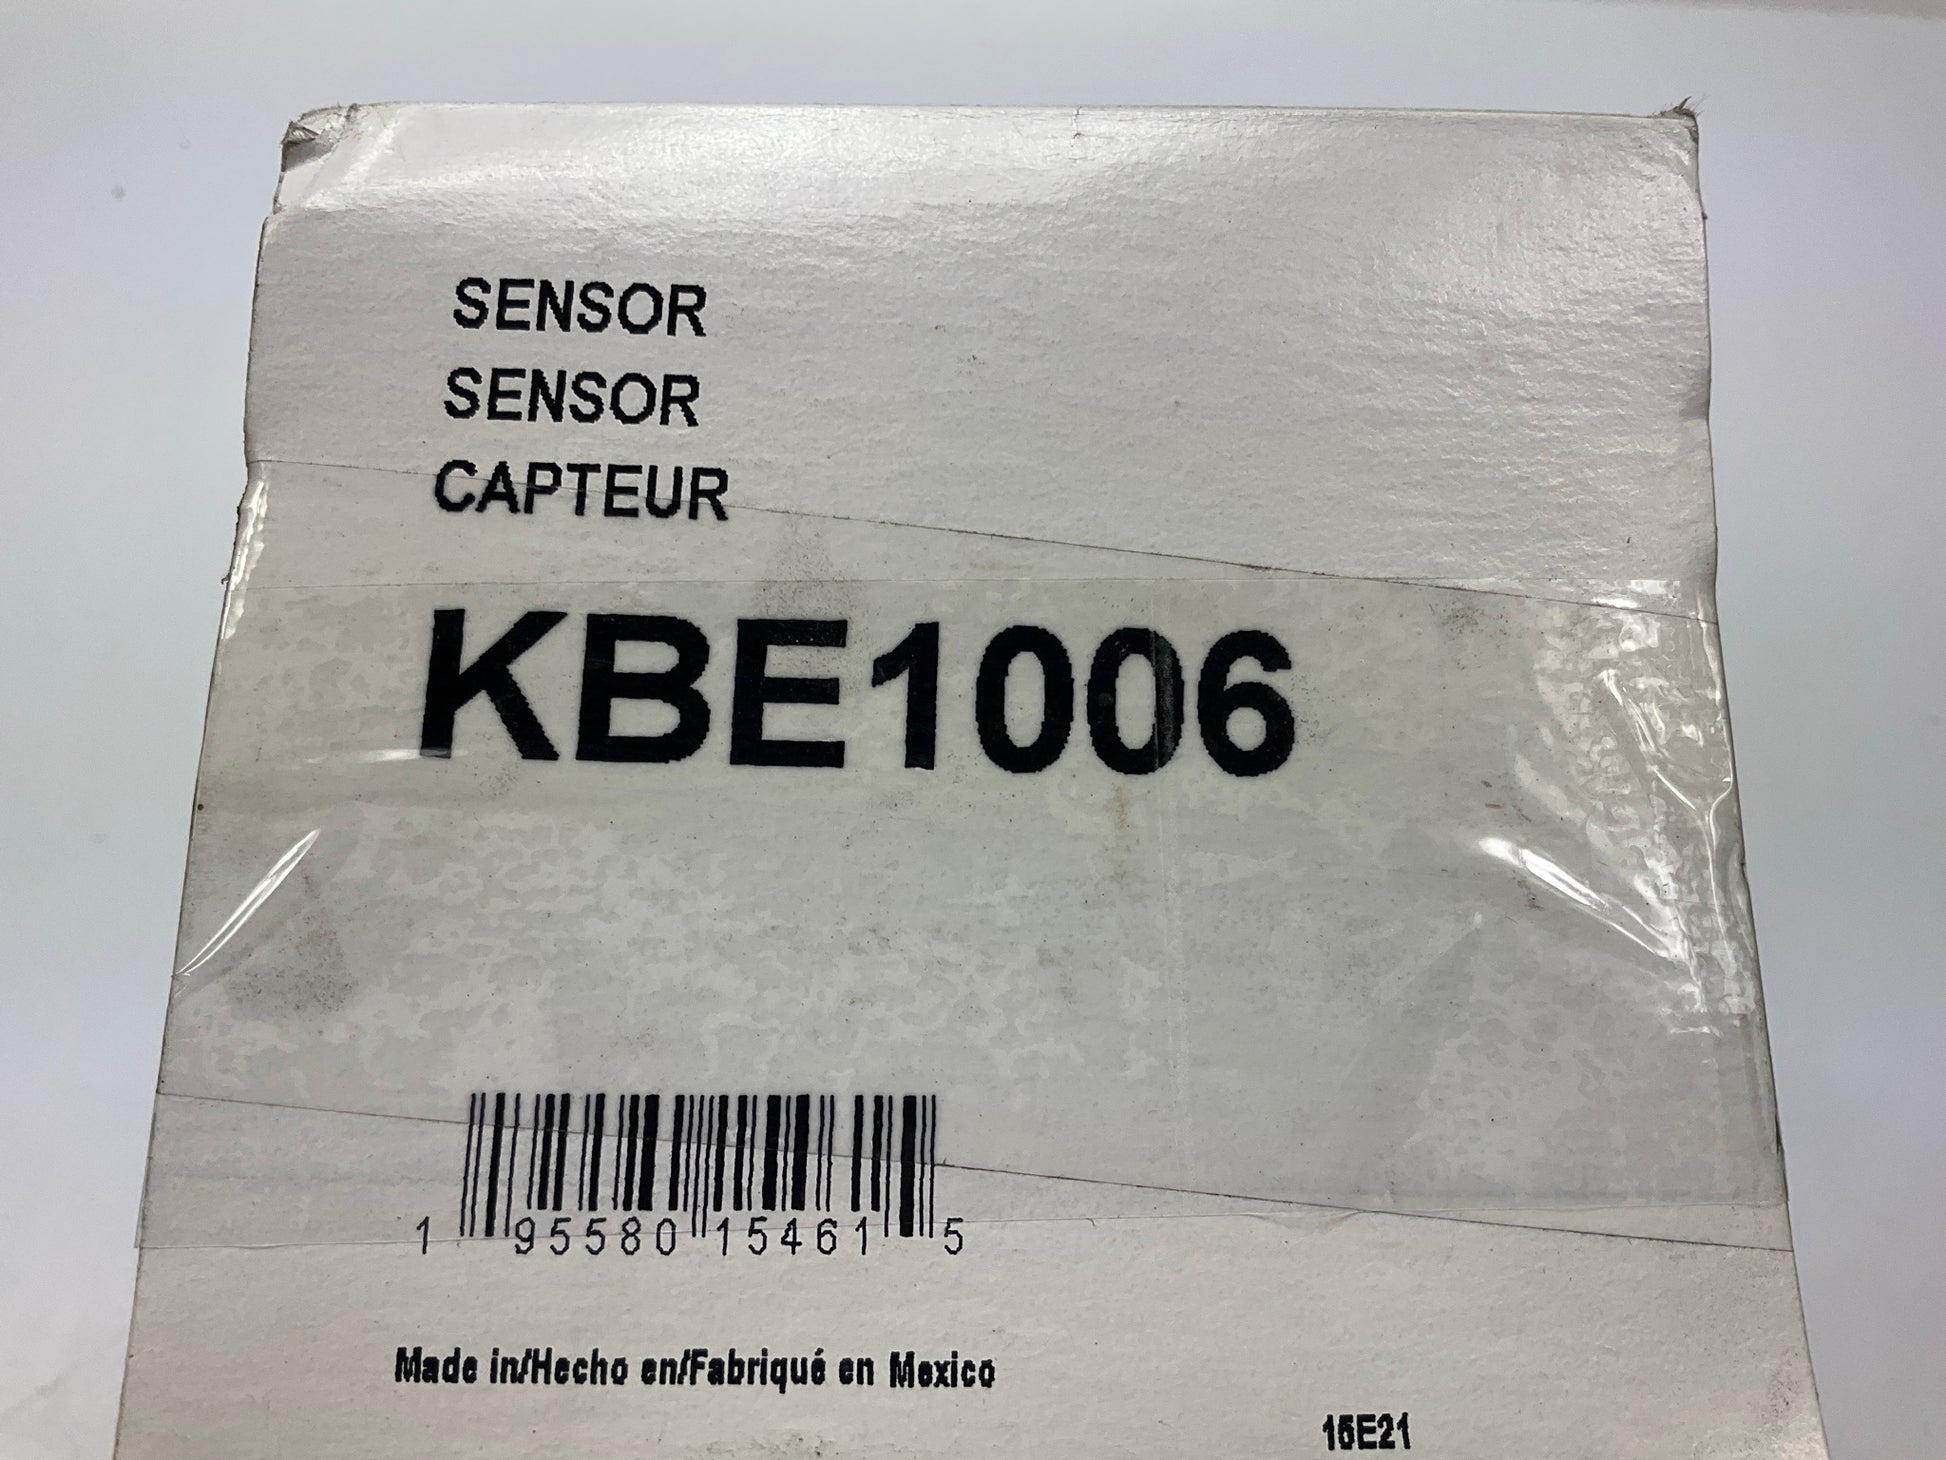 SENSOR
SENSOR
CAPTEUR
KBE1006
1 95580 15461 5
Made in/Hecho en/Fabriqué en Mexico
15E21